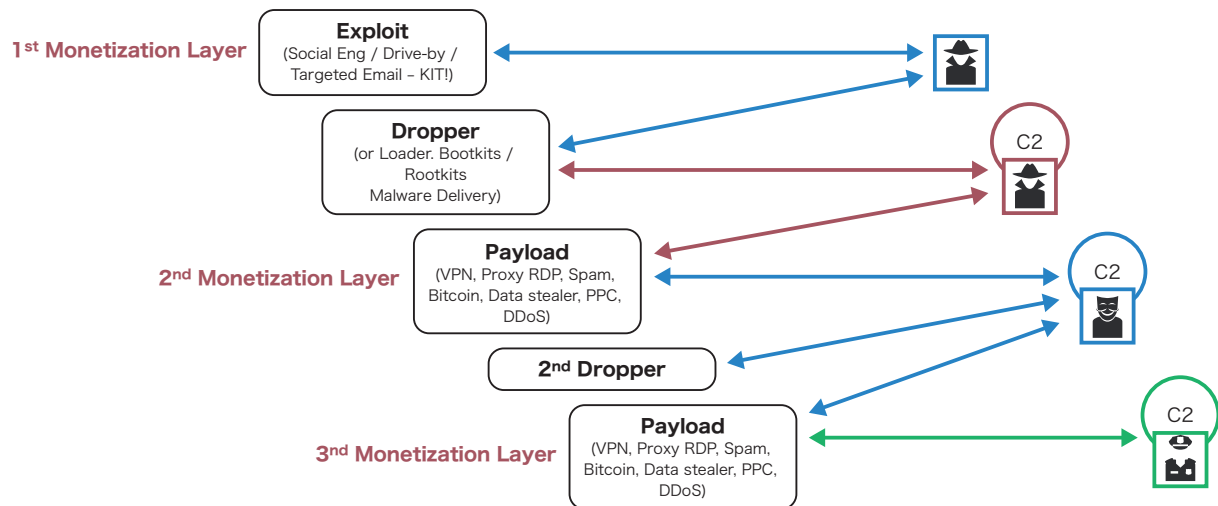 1st Monetization Layer
Exploit
(Social Eng / Drive-by /
Targeted Email – KIT!)
Dropper
(or Loader. Bootkits /
Rootkits
Malware Delivery)
C2
2nd Monetization Layer
Payload
(VPN, Proxy RDP, Spam,
Bitcoin, Data stealer, PPC,
DDoS)
C2
2nd Dropper
3nd Monetization Layer
Payload
(VPN, Proxy RDP, Spam,
Bitcoin, Data stealer, PPC,
DDoS)
C2